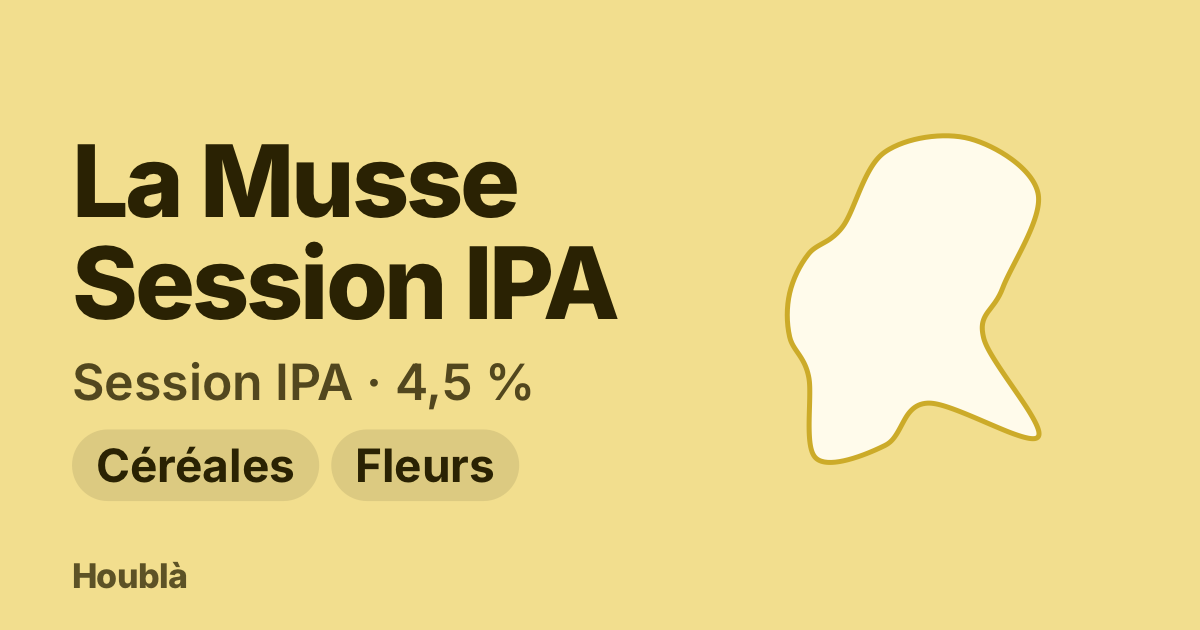 La Musse
Session IPA
Session IPA · 4,5 %
Céréales Fleurs
Houblà